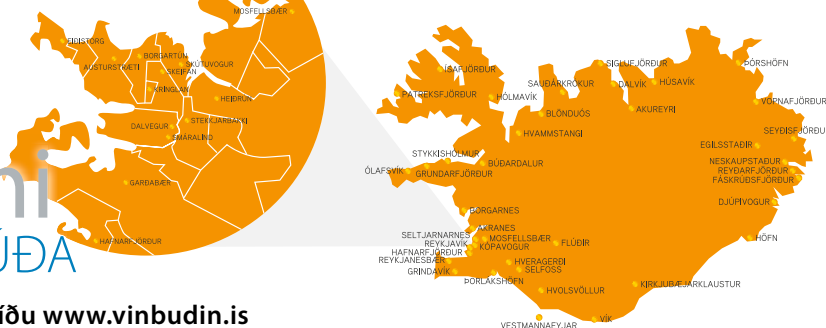 MOSFELLSBÆR
EIÐISTORG
BORGARTÚN
AUSTURSTRÆTI
SKÚTUVOGUR
SKEIFAN
KRINGLAN
HEIÐRÚN
STEKKJARBAKKI
DALVEGUR
SMÁRALIND
GARÐABÆR
HAFNARFJÖRÐUR
SIGLUFJÖRÐUR
ÞÓRSHÖFN
ÍSAFJÖRÐUR
SAUÐÁRKRÓKUR
DALVÍK
HÚSAVÍK
PATREKSFJÖRÐUR
HÓLMAVÍK
VOPNAFJÖRÐUR
BLÖNDUÓS
AKUREYRI
HVAMMSTANGI
SEYÐISFJÖRÐU
EGILSSTAÐIR
STYKKISHÓLMUR
BÚÐARDALUR
NESKAUPSTAÐUR
ÓLAFSVÍK
GRUNDARFJÖRÐUR
REYÐARFJÖRÐUR
FÁSKRÚÐSFJÖRÐUR
DJÚPIVOGUR
BORGARNES
AKRANES
SELTJARNARNES
MOSFELLSBÆR
HÖFN
REYKJAVÍK
KÓPAVOGUR
FLÚÐIR
HAFNARFJÖRÐUR
REYKJANESBÆR
HVERAGERÐI
GRINDAVÍK
SELFOSS
ÞORLÁKSHÖFN
KIRKJUBÆJARKLAUSTUR
HVOLSVÖLLUR
VÍK
VESTMANNAEYJAR
ni
ÚÐA
íðu www.vinbudin.is